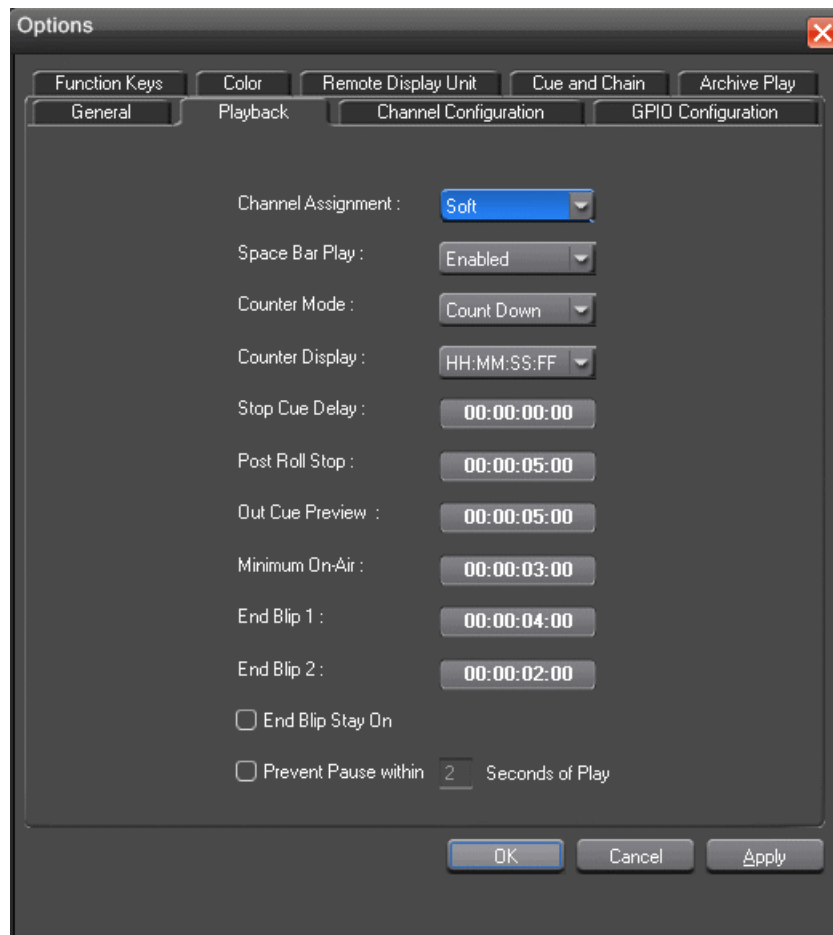 Options
Function Keys Color Remote Display Unit Cue and Chain Archive Play
General Playback Channel Configuration GPIO Configuration
Channel Assignment : Soft
Space Bar Play : Enabled
Counter Mode : Count Down
Counter Display : HH:MM:SS:FF
Stop Cue Delay : 00:00:00:00
Post Roll Stop : 00:00:05:00
Out Cue Preview : 00:00:05:00
Minimum On-Air : 00:00:03:00
End Blip 1 : 00:00:04:00
End Blip 2 : 00:00:02:00
End Blip Stay On
Prevent Pause within 2 Seconds of Play
OK Cancel Apply